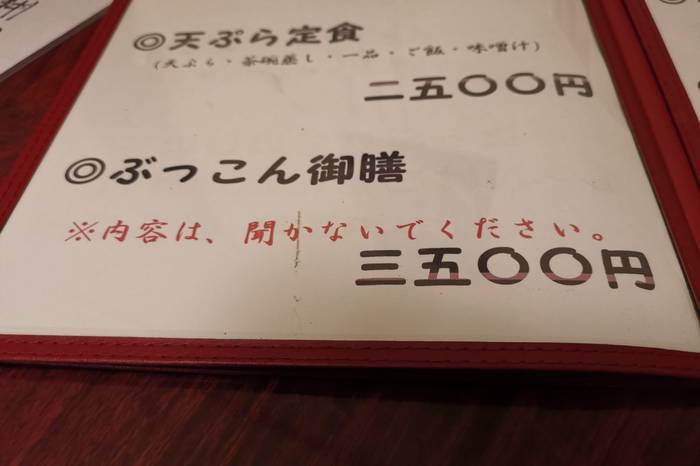 ◎天ぷら定食
(天ぷら・茶碗蒸し・一品・ご飯・味噌汁)
二五〇〇円
◎ぶっこん御膳
※内容は、聞かないでください。
三五〇〇円